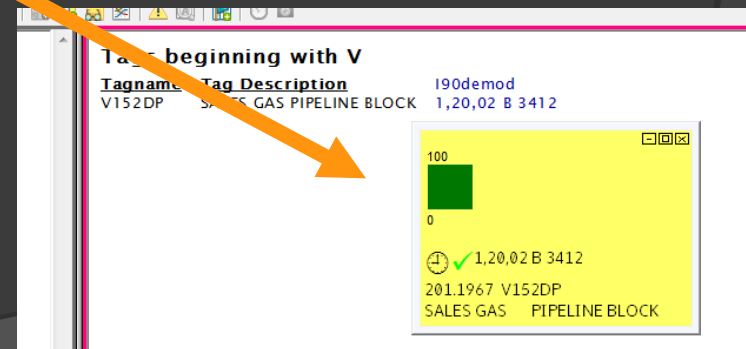 Tags beginning with V
Tagname Tag Description I90demod
V152DP SALES GAS PIPELINE BLOCK 1,20,02 B 3412
100
0
1,20,02 B 3412
201.1967 V152DP
SALES GAS PIPELINE BLOCK